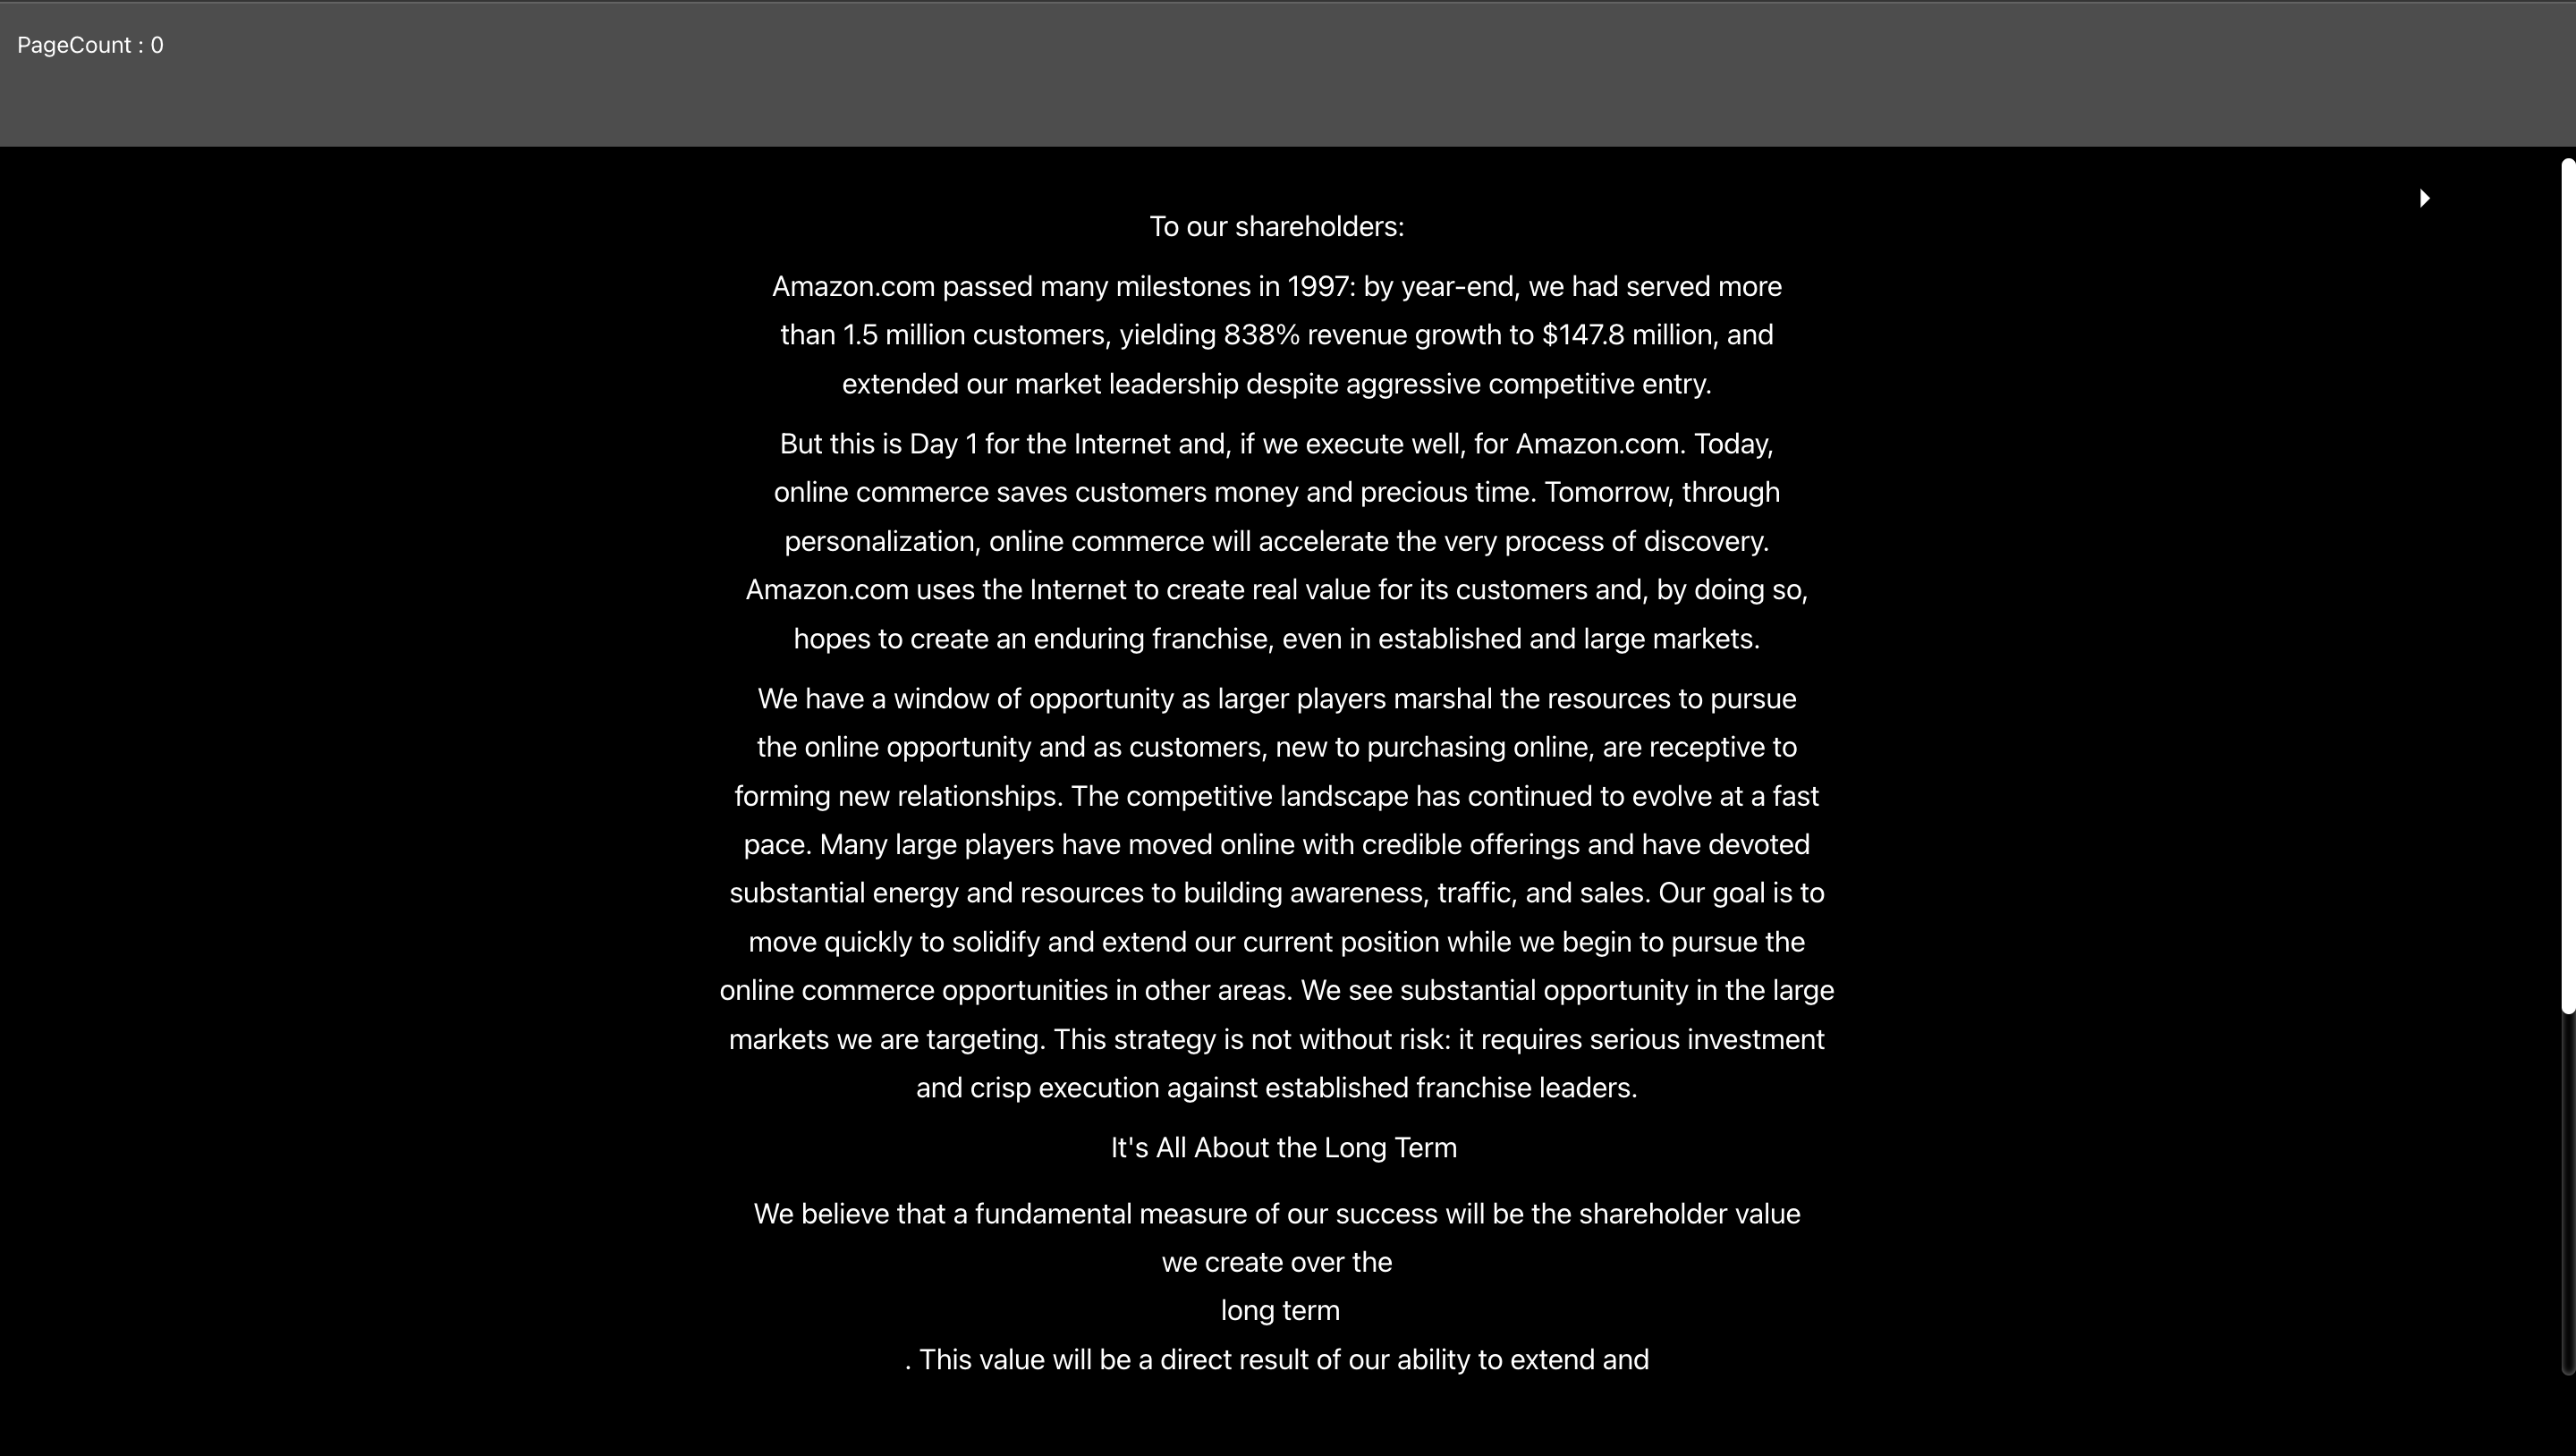 PageCount : 0
To our shareholders:
Amazon.com passed many milestones in 1997: by year-end, we had served more
than 1.5 million customers, yielding 838% revenue growth to $147.8 million, and
extended our market leadership despite aggressive competitive entry.
But this is Day 1 for the Internet and, if we execute well, for Amazon.com. Today,
online commerce saves customers money and precious time. Tomorrow, through
personalization, online commerce will accelerate the very process of discovery.
Amazon.com uses the Internet to create real value for its customers and, by doing so,
hopes to create an enduring franchise, even in established and large markets.
We have a window of opportunity as larger players marshal the resources to pursue
the online opportunity and as customers, new to purchasing online, are receptive to
forming new relationships. The competitive landscape has continued to evolve at a fast
pace. Many large players have moved online with credible offerings and have devoted
substantial energy and resources to building awareness, traffic, and sales. Our goal is to
move quickly to solidify and extend our current position while we begin to pursue the
online commerce opportunities in other areas. We see substantial opportunity in the large
markets we are targeting. This strategy is not without risk: it requires serious investment
and crisp execution against established franchise leaders.
It's All About the Long Term
We believe that a fundamental measure of our success will be the shareholder value
we create over the
long term
. This value will be a direct result of our ability to extend and